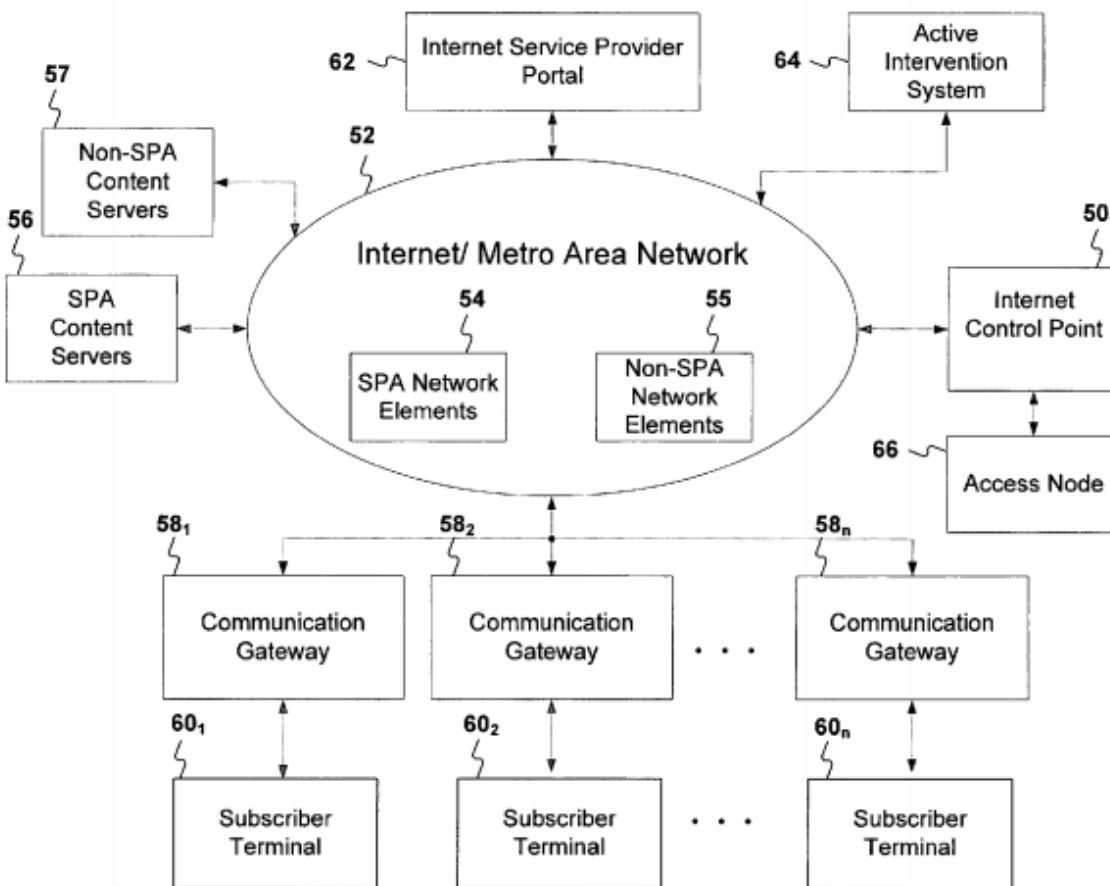 62
Internet Service Provider
Portal
64
Active
Intervention
System
57
Non-SPA
Content
Servers
52
56
SPA
Content
Servers
Internet/ Metro Area Network
54
SPA Network
Elements
55
Non-SPA
Network
Elements
50
Internet
Control Point
66
Access Node
58₁
Communication
Gateway
58₂
Communication
Gateway
. . .
58ₙ
Communication
Gateway
60₁
Subscriber
Terminal
60₂
Subscriber
Terminal
. . .
60ₙ
Subscriber
Terminal